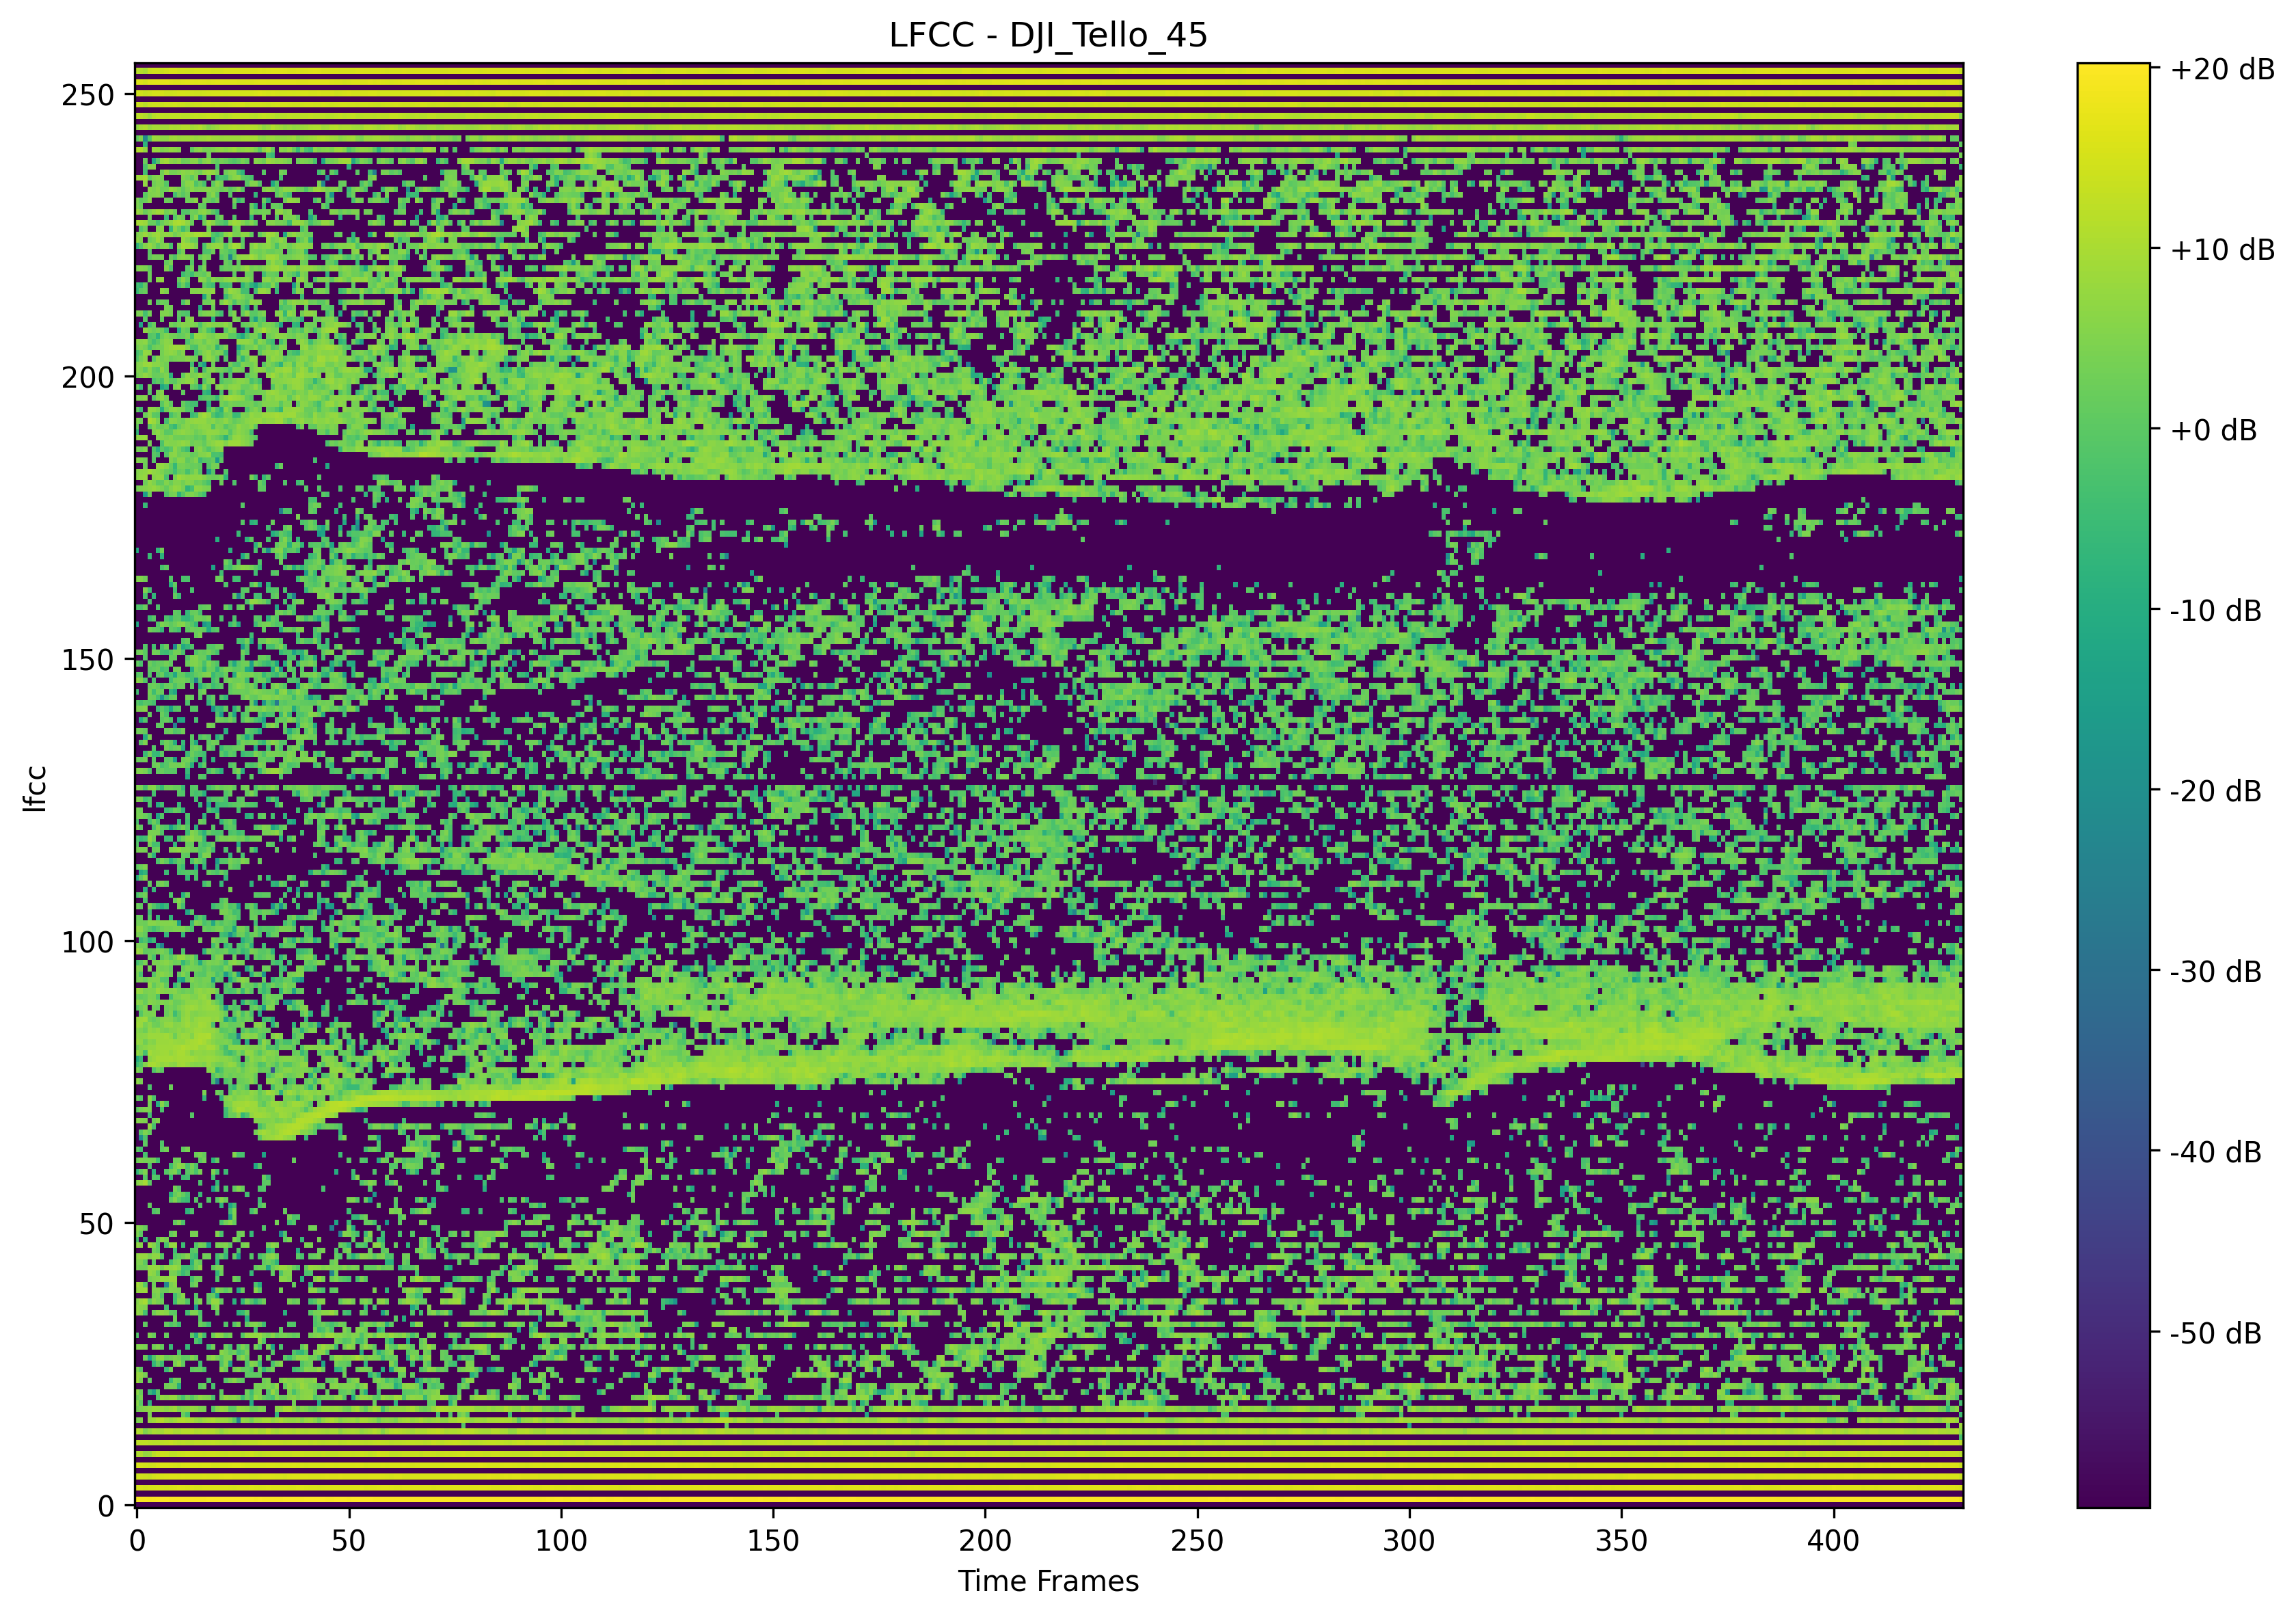 LFCC - DJI_Tello_45
+20 dB
250
+10 dB
200
+0 dB
150
-10 dB
lfcc
-20 dB
100
-30 dB
50
-40 dB
-50 dB
0
0 50 100 150 200 250 300 350 400
Time Frames